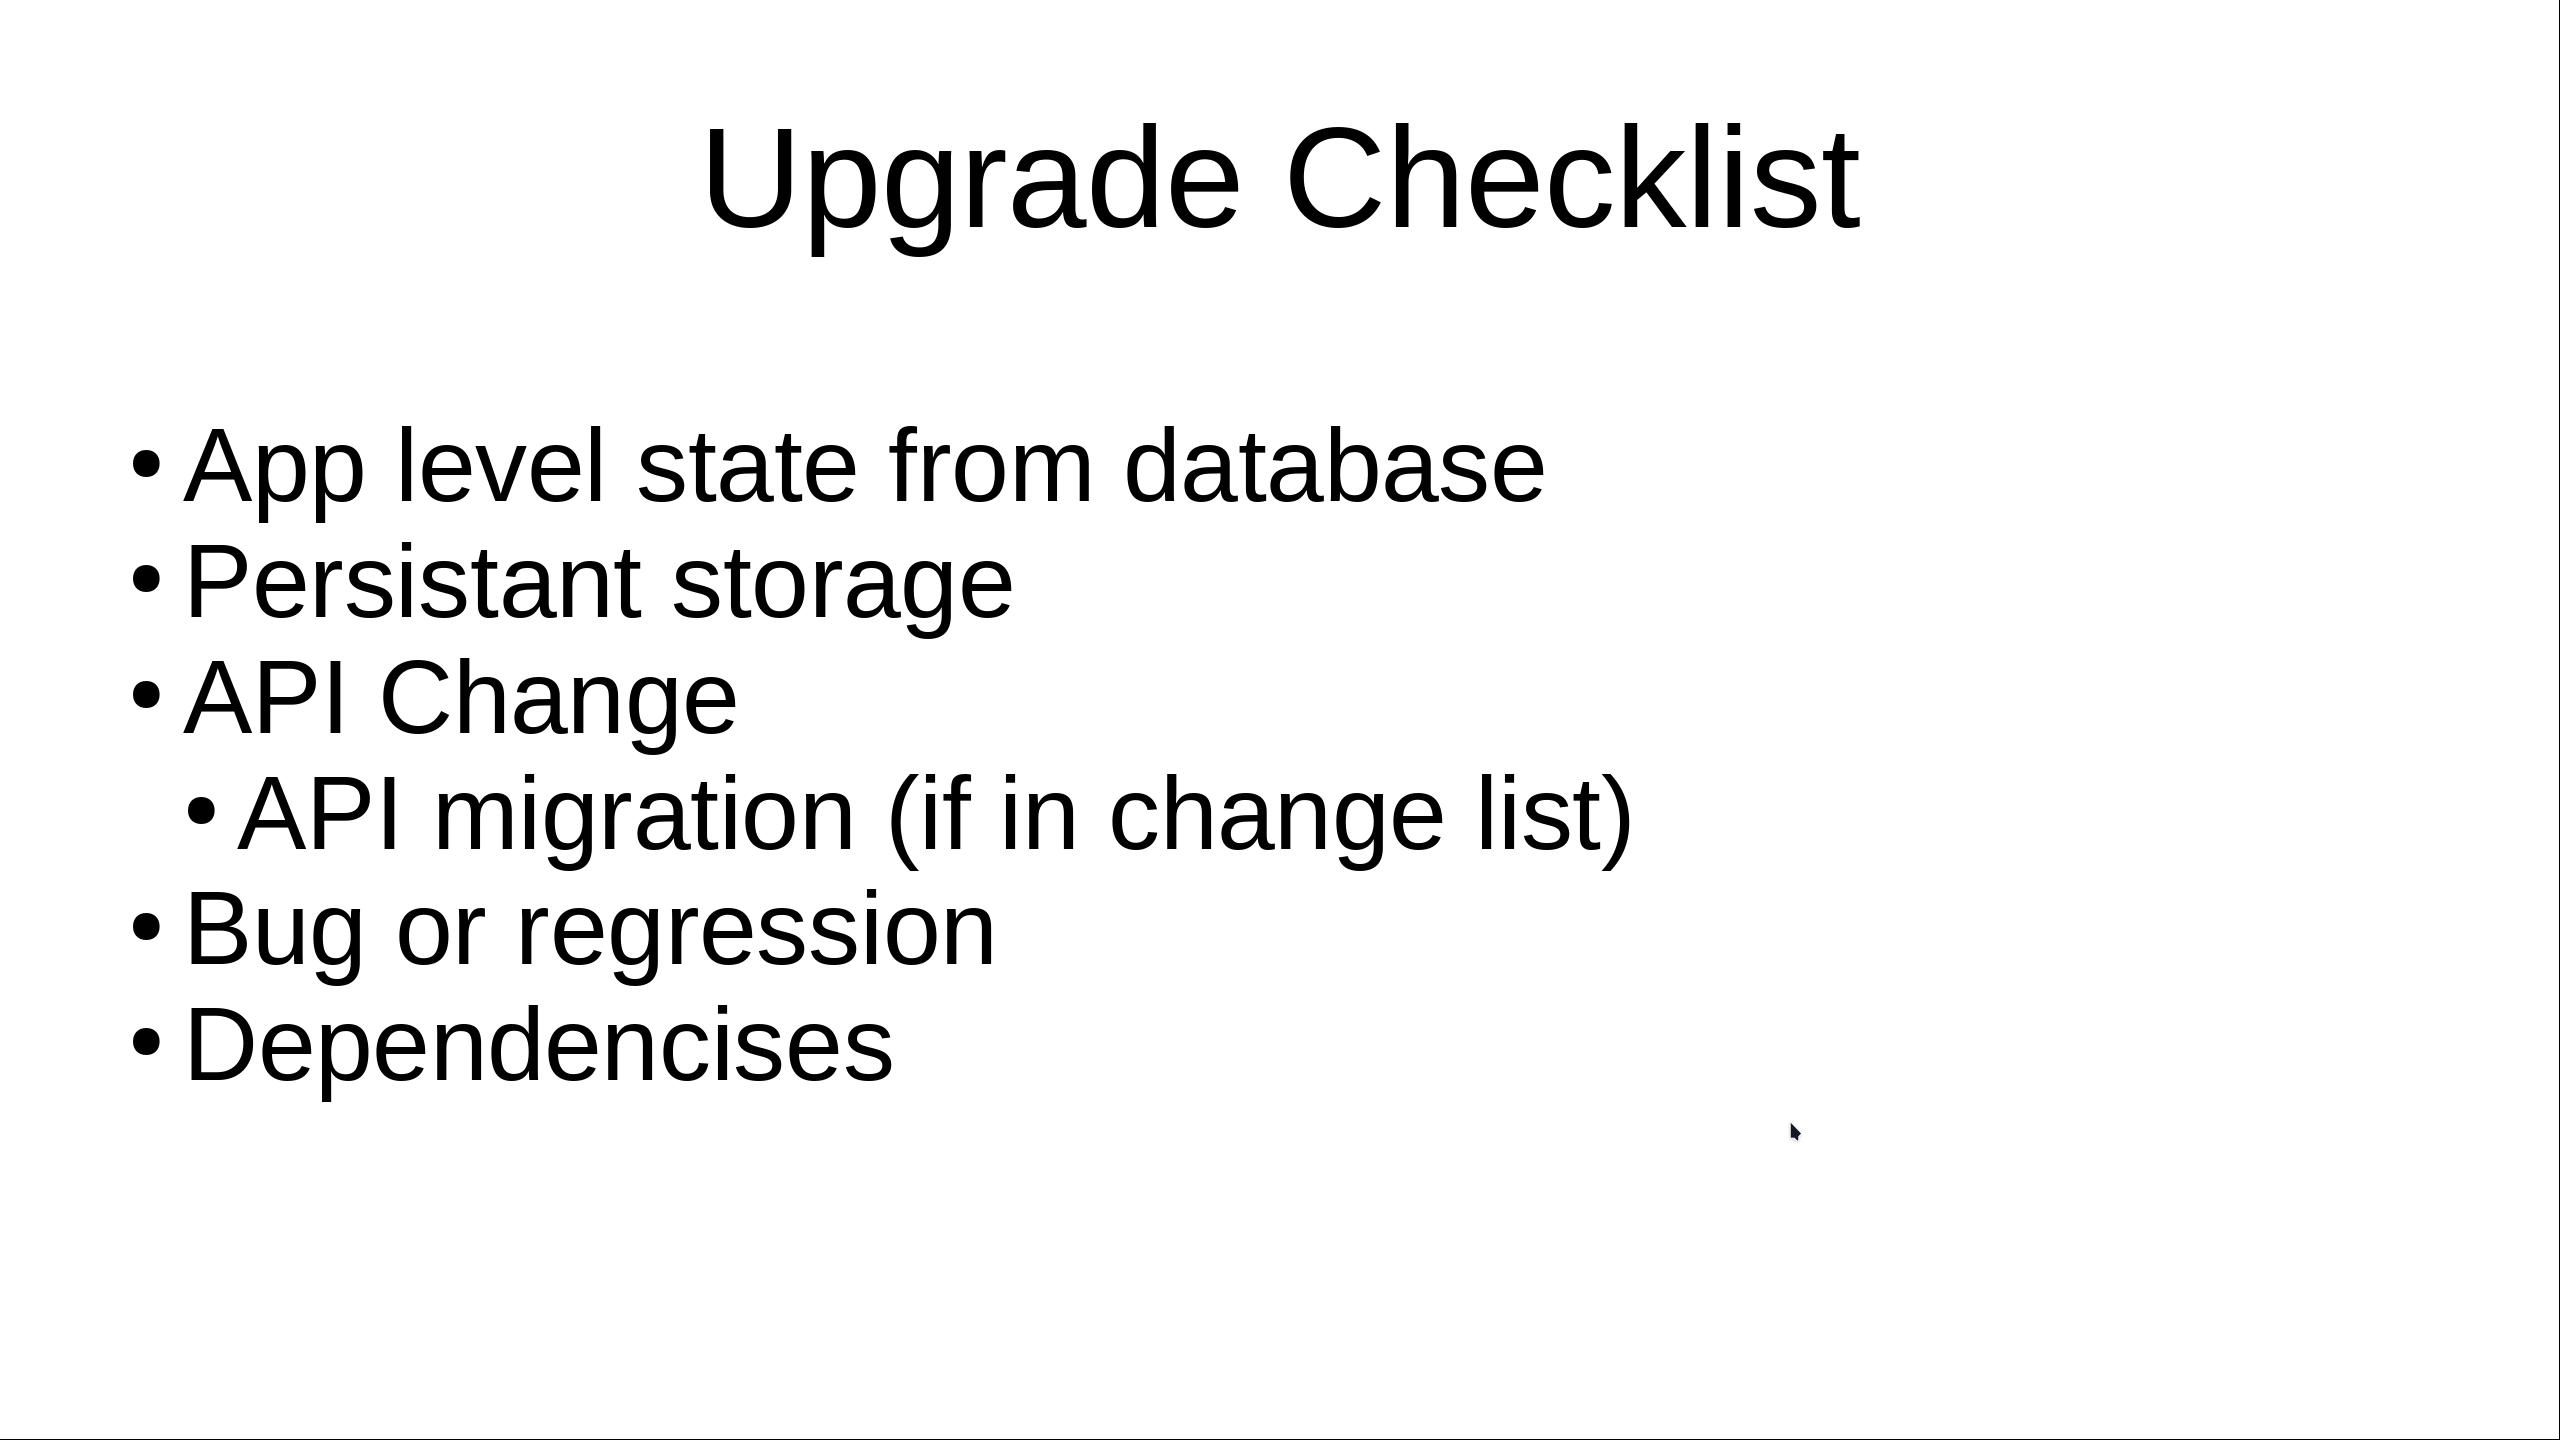 Upgrade Checklist
• App level state from database
• Persistant storage
• API Change
• API migration (if in change list)
• Bug or regression
• Dependencises